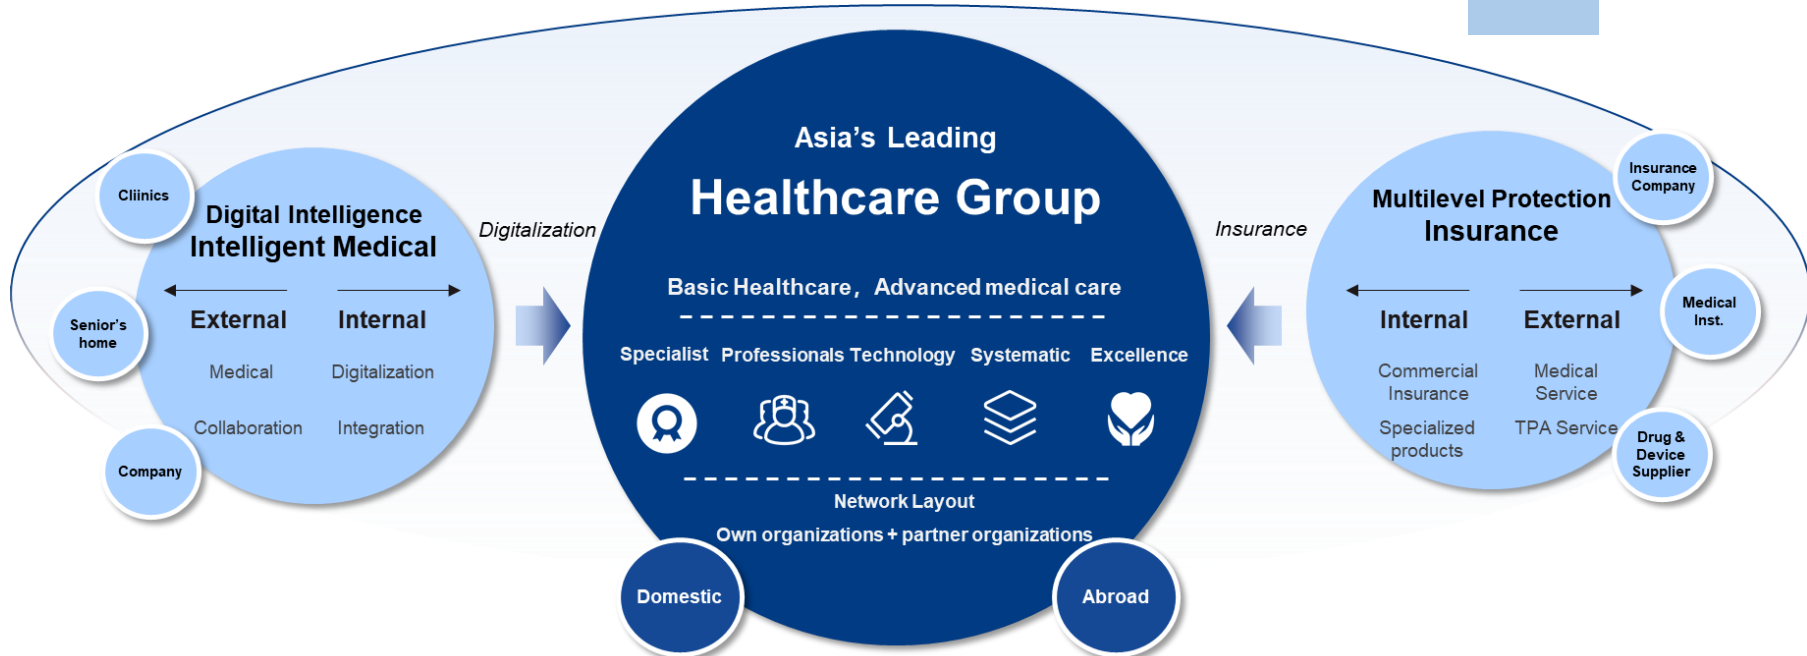 Asia's Leading
Healthcare Group
Basic Healthcare, Advanced medical care
Specialist Professionals Technology Systematic Excellence
Network Layout
Own organizations + partner organizations
Domestic
Abroad
Digitalization
Digital Intelligence
Intelligent Medical
External Internal
Medical Digitalization
Collaboration Integration
Cliinics
Senior's
home
Company
Insurance
Multilevel Protection
Insurance
Internal External
Commercial
Insurance
Medical
Service
Specialized
products
TPA Service
Insurance
Company
Medical
Inst.
Drug &
Device
Supplier